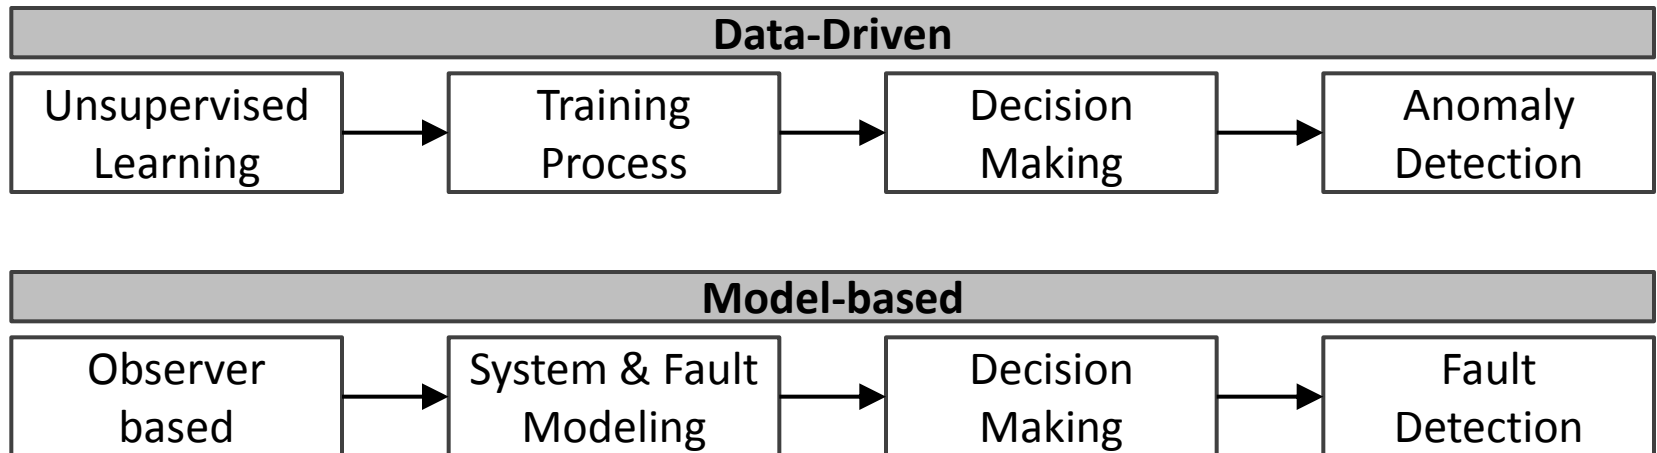 Data-Driven
Unsupervised
Learning
Training
Process
Decision
Making
Anomaly
Detection
Model-based
Observer
based
System & Fault
Modeling
Decision
Making
Fault
Detection